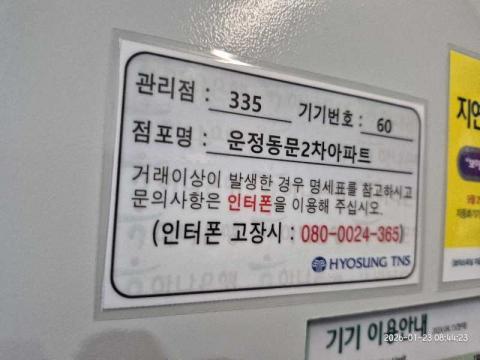 관리점 : 335 기기번호 : 60
점포명 : 운정동문2차아파트
거래이상이 발생한 경우 명세표를 참고하시고
문의사항은 인터폰을 이용해 주십시오.
(인터폰 고장시 : 080-0024-365)
HYOSUNG TNS
지연
기기 이용안내
2026-01-23 08:44:23